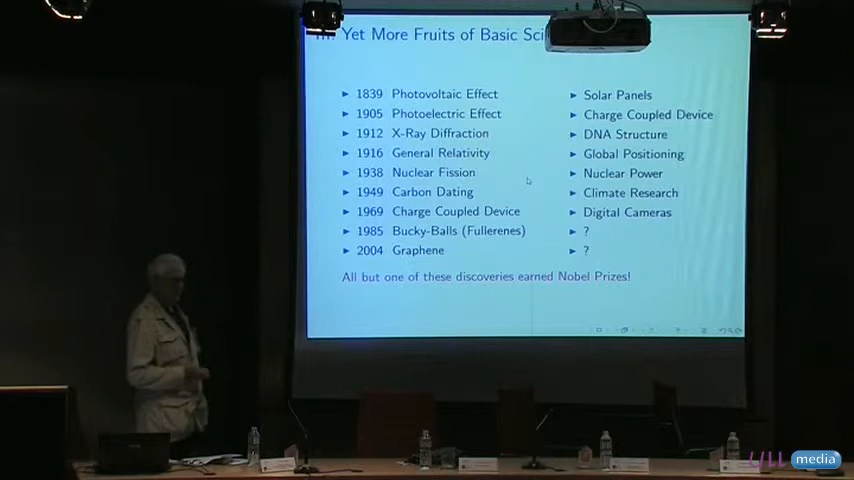 Yet More Fruits of Basic
▶ 1839 Photovoltaic Effect ▶ Solar Panels
▶ 1905 Photoelectric Effect ▶ Charge Coupled Device
▶ 1912 X-Ray Diffraction ▶ DNA Structure
▶ 1916 General Relativity ▶ Global Positioning
▶ 1938 Nuclear Fission ▶ Nuclear Power
▶ 1949 Carbon Dating ▶ Climate Research
▶ 1969 Charge Coupled Device ▶ Digital Cameras
▶ 1985 Bucky-Balls (Fullerenes) ▶ ?
▶ 2004 Graphene ▶ ?
All but one of these discoveries earned Nobel Prizes!
ULL media